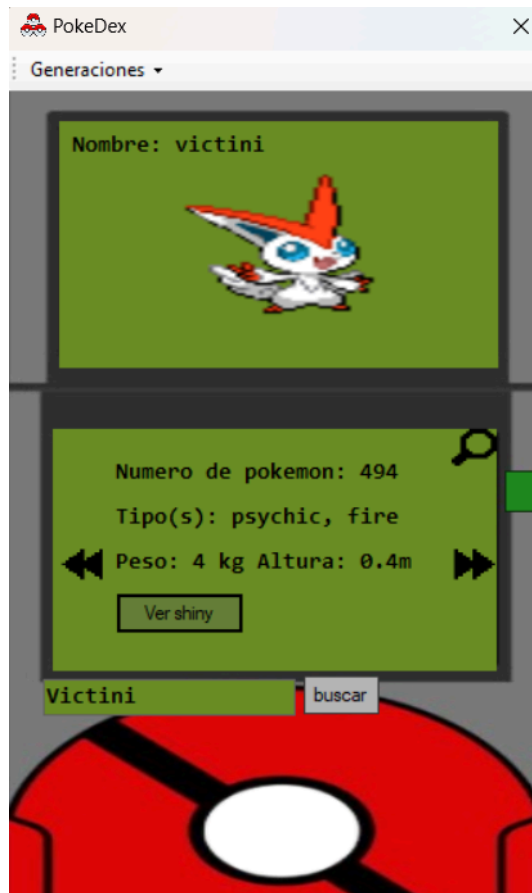 PokeDex
Generaciones
Nombre: victini
Numero de pokemon: 494
Tipo(s): psychic, fire
Peso: 4 kg Altura: 0.4m
Ver shiny
Victini
buscar